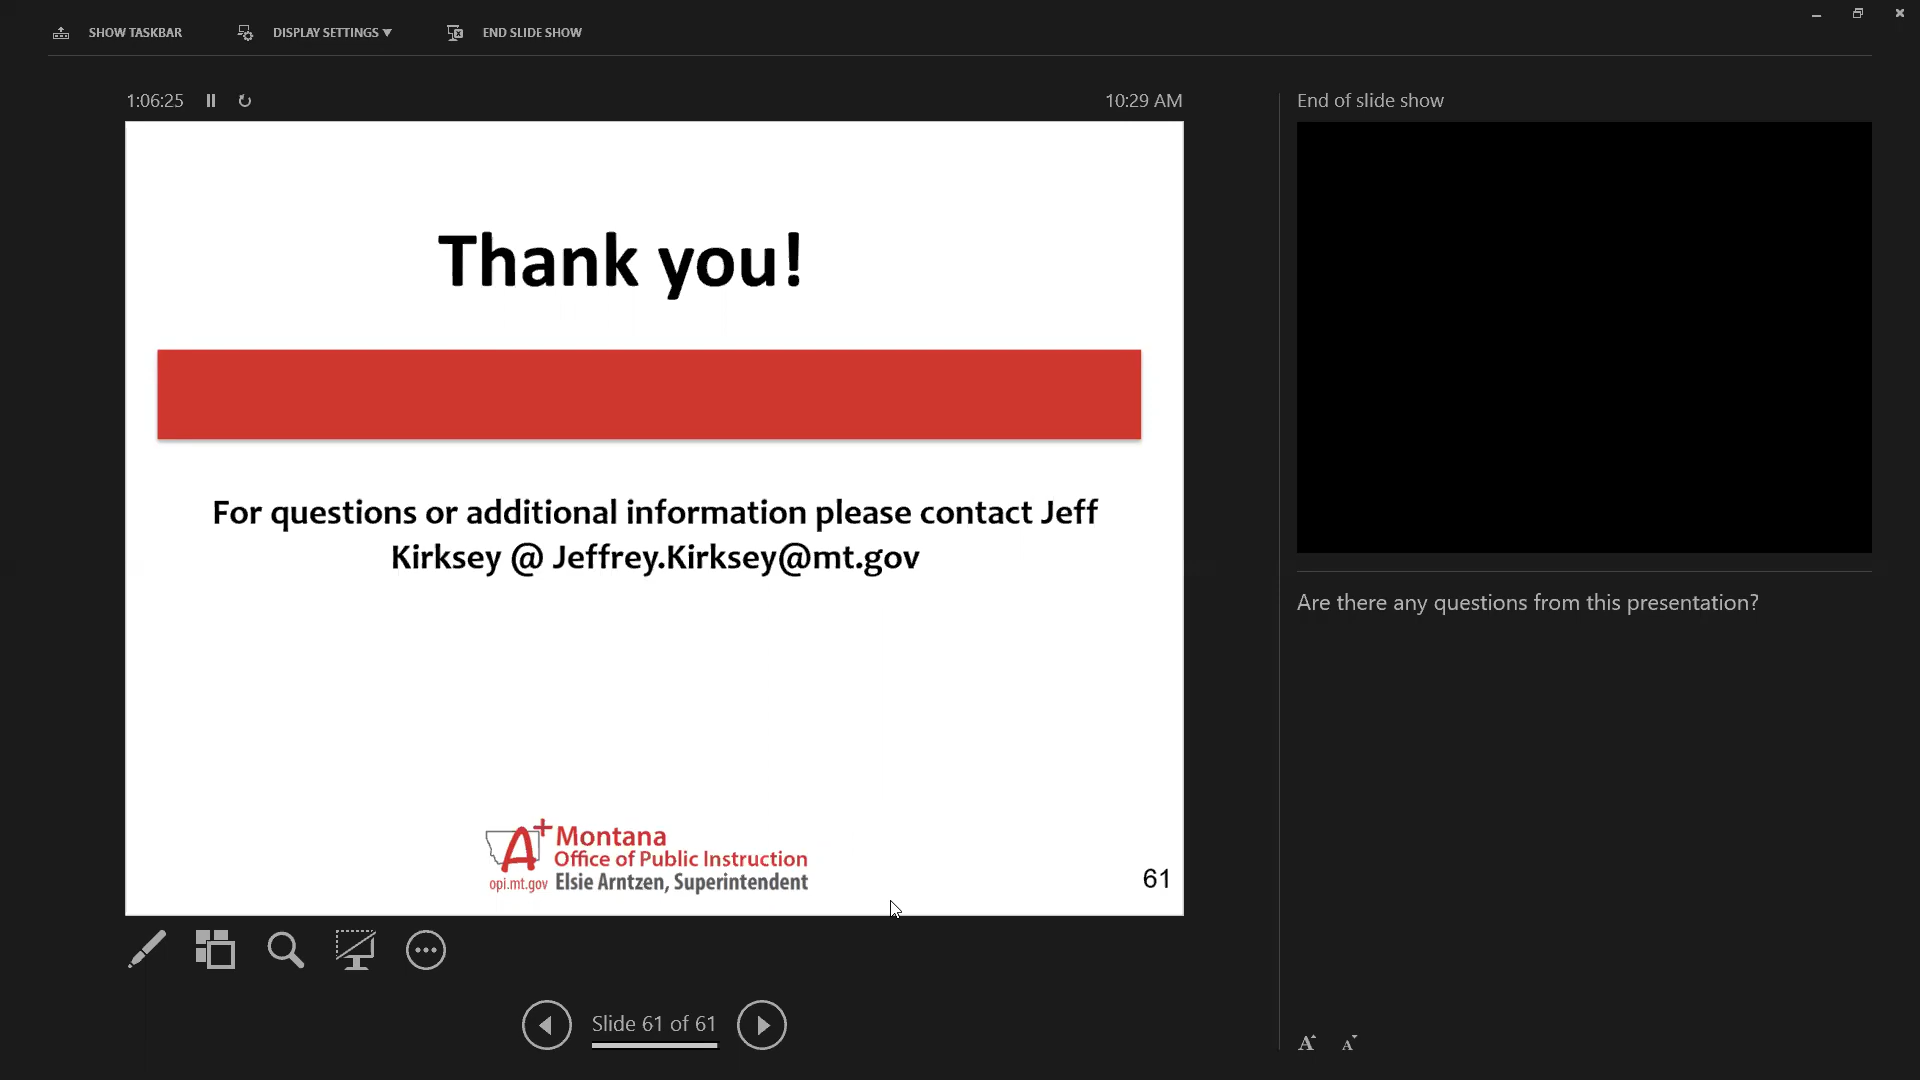 SHOW TASKBAR
DISPLAY SETTINGS ▼
END SLIDE SHOW
1:06:25
10:29 AM
End of slide show
Thank you!
For questions or additional information please contact Jeff
Kirksey @ Jeffrey.Kirksey@mt.gov
A+ Montana
Office of Public Instruction
opi.mt.gov Elsie Arntzen, Superintendent
61
Are there any questions from this presentation?
Slide 61 of 61
A A